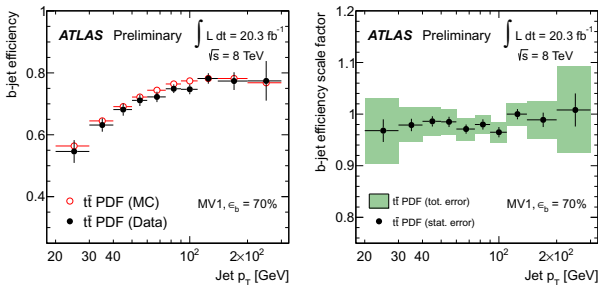 b-jet efficiency
1
0.8
0.6
0.4
ATLAS Preliminary ∫ L dt = 20.3 fb⁻¹
√s = 8 TeV
tt̄ PDF (MC)
tt̄ PDF (Data)
MV1, ϵ_b = 70%
20 30 40 10² 2×10²
Jet p_T [GeV]
b-jet efficiency scale factor
1.2
1.1
1
0.9
0.8
ATLAS Preliminary ∫ L dt = 20.3 fb⁻¹
√s = 8 TeV
tt̄ PDF (tot. error)
tt̄ PDF (stat. error)
MV1, ϵ_b = 70%
20 30 40 10² 2×10²
Jet p_T [GeV]